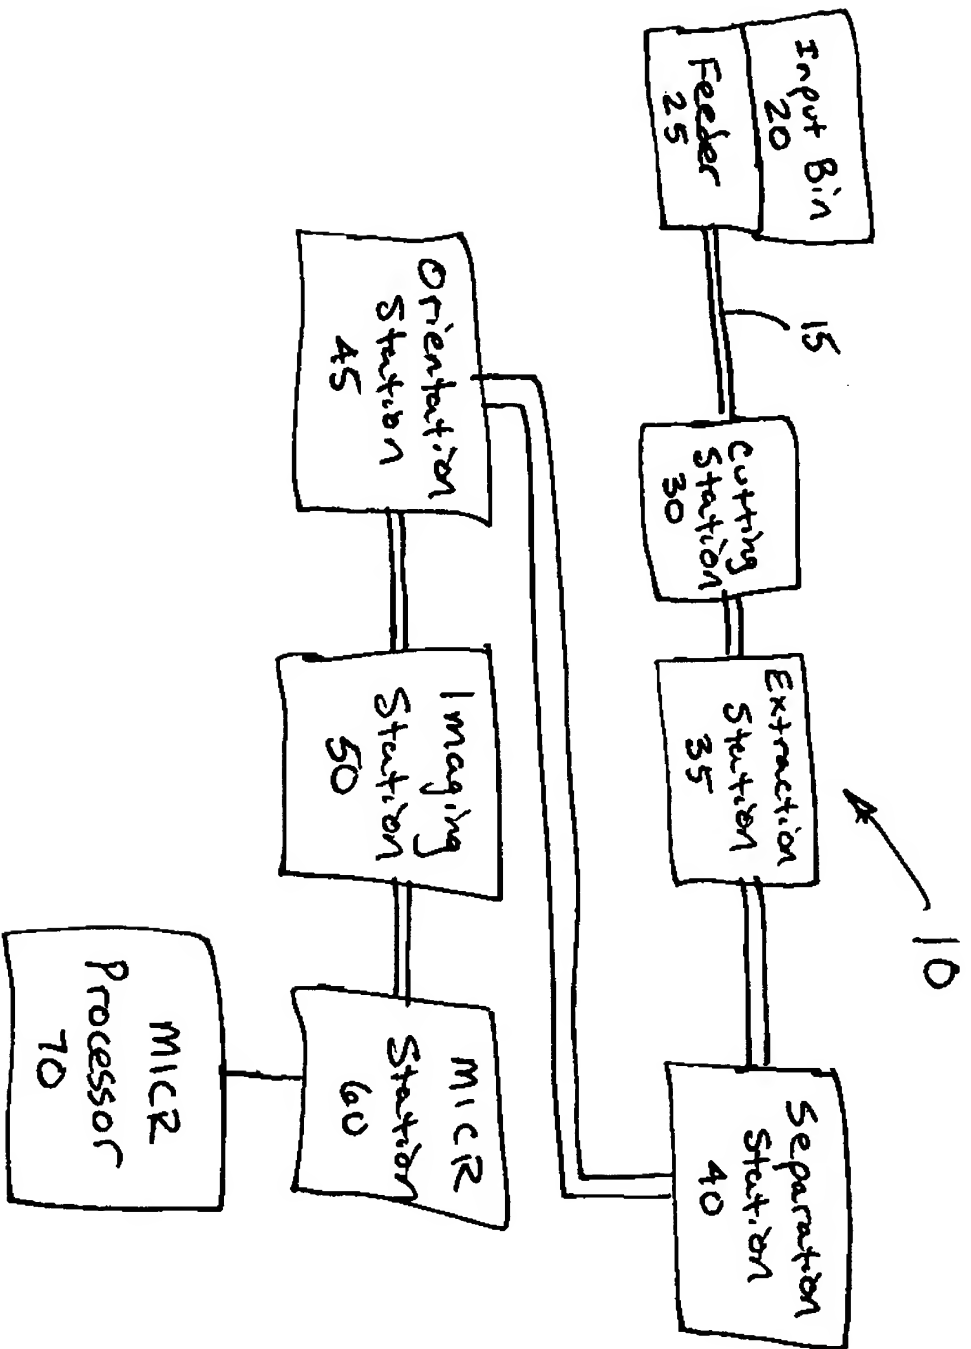 10
Input Bin
20
Feeder
25
15
Cutting
Station
30
Extraction
Station
35
Separation
Station
40
Orientation
Station
45
Imaging
Station
50
MICR
Station
60
MICR
Processor
70